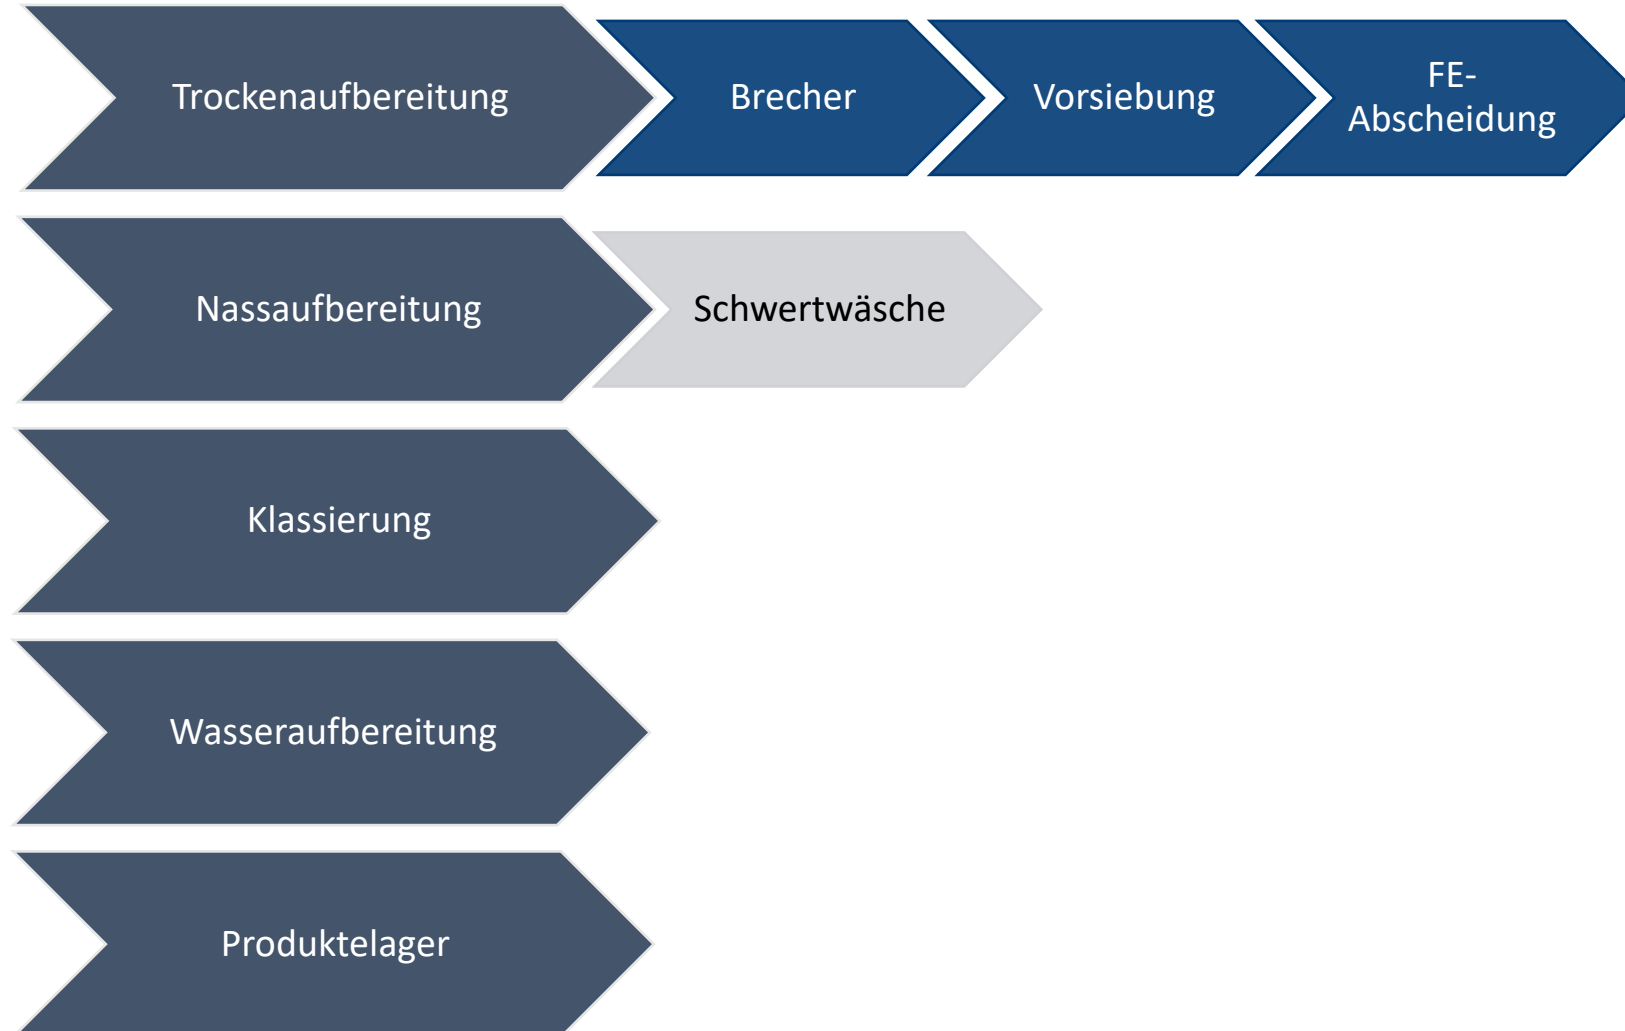 Trockenaufbereitung
Brecher
Vorsiebung
FE-
Abscheidung
Nassaufbereitung
Schwertwäsche
Klassierung
Wasseraufbereitung
Produktelager